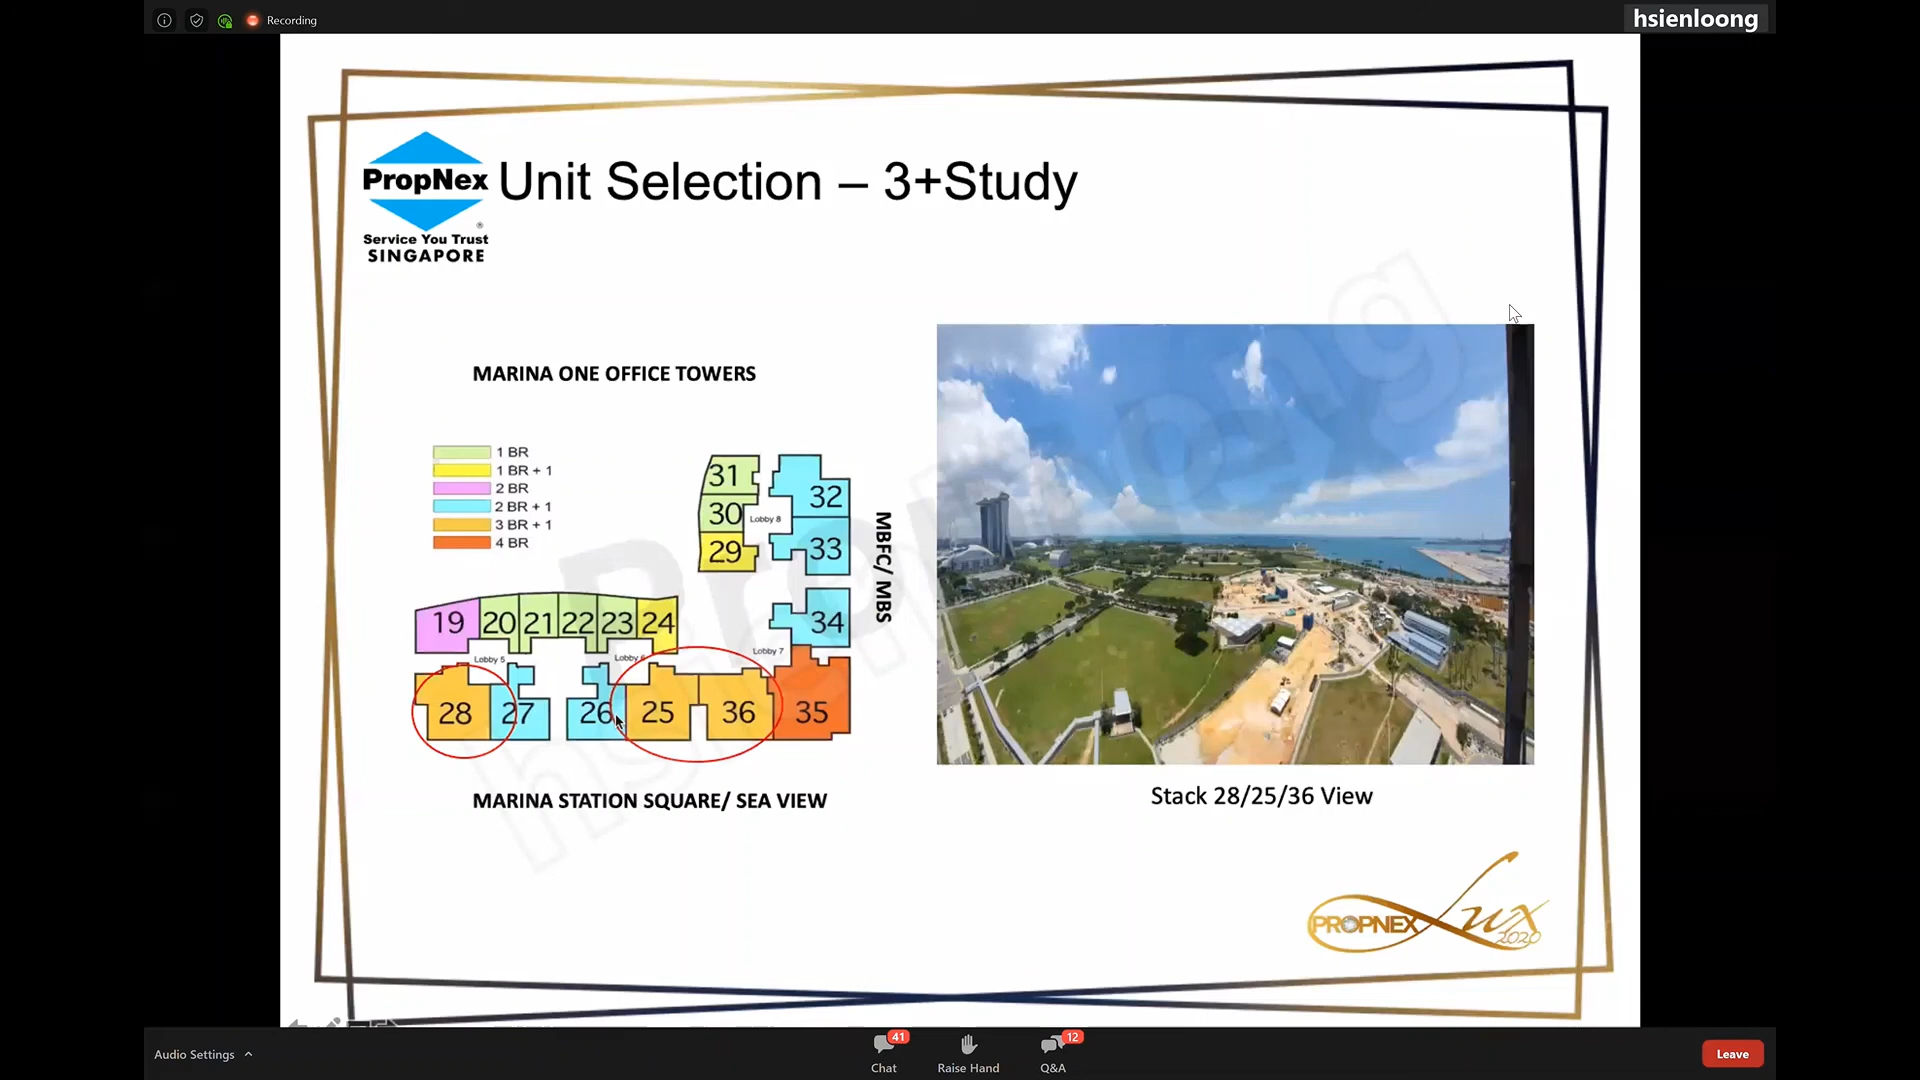 Recording
hsienloong
PropNex
®
Service You Trust
SINGAPORE
Unit Selection – 3+Study
MARINA ONE OFFICE TOWERS
1 BR
1 BR + 1
2 BR
2 BR + 1
3 BR + 1
4 BR
31
30
29
Lobby 8
32
33
34
MBFC/ MBS
19
20
21
22
23
24
Lobby 5
Lobby 6
Lobby 7
28
27
26
25
36
35
MARINA STATION SQUARE/ SEA VIEW
Stack 28/25/36 View
PropNex
hsienloong
PROPNEX Lux
2020
Audio Settings
41
Chat
Raise Hand
12
Q&A
Leave